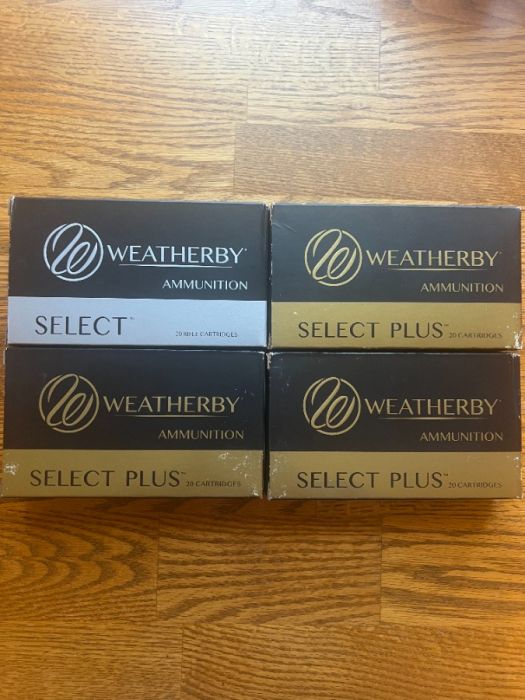 WEATHERBY®
AMMUNITION
SELECT™
20 RIFLE CARTRIDGES
WEATHERBY®
AMMUNITION
SELECT PLUS™ 20 CARTRIDGES
WEATHERBY®
AMMUNITION
SELECT PLUS™ 20 CARTRIDGES
WEATHERBY®
AMMUNITION
SELECT PLUS™ 20 CARTRIDGES